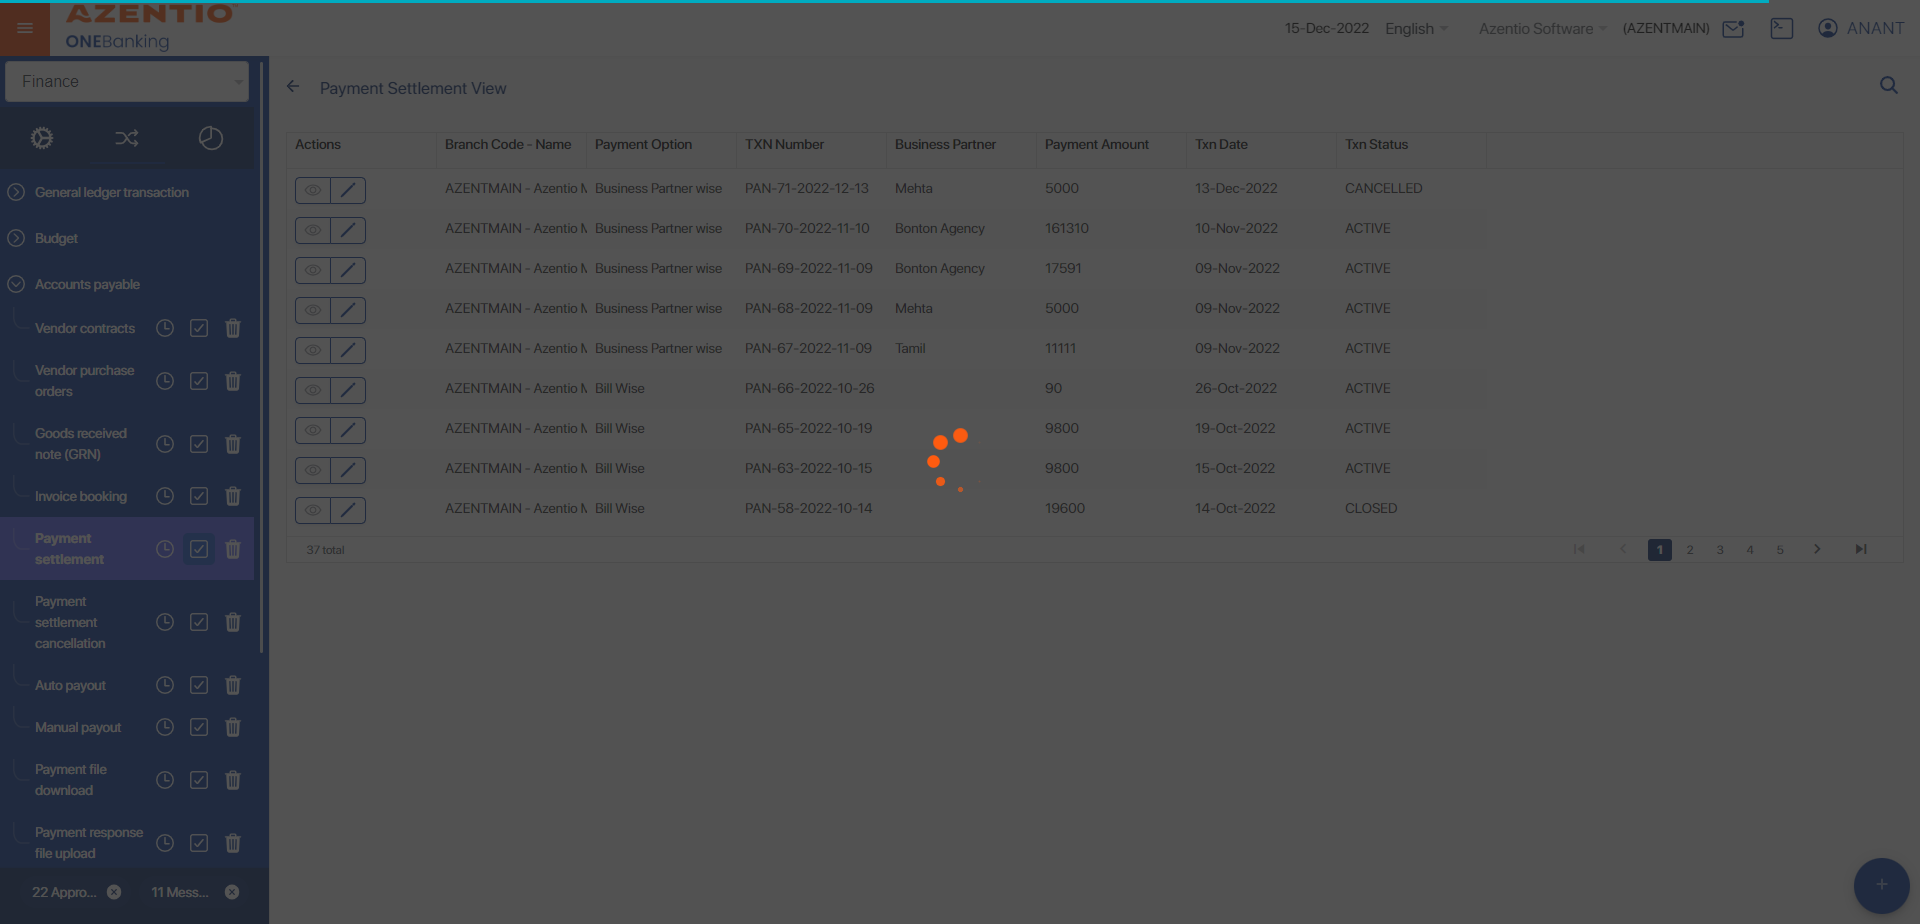 AZENTIO
ONEBanking
15-Dec-2022 English Azentio Software (AZENTMAIN) ANANT
Finance
General ledger transaction
Budget
Accounts payable
Vendor contracts
Vendor purchase
orders
Goods received
note (GRN)
Invoice booking
Payment
settlement
Payment
settlement
cancellation
Auto payout
Manual payout
Payment file
download
Payment response
file upload
22 Appro... 11 Mess...
Payment Settlement View
Actions Branch Code - Name Payment Option TXN Number Business Partner Payment Amount Txn Date Txn Status
AZENTMAIN - Azentio Business Partner wise PAN-71-2022-12-13 Mehta 5000 13-Dec-2022 CANCELLED
AZENTMAIN - Azentio Business Partner wise PAN-70-2022-11-10 Bonton Agency 161310 10-Nov-2022 ACTIVE
AZENTMAIN - Azentio Business Partner wise PAN-69-2022-11-09 Bonton Agency 17591 09-Nov-2022 ACTIVE
AZENTMAIN - Azentio Business Partner wise PAN-68-2022-11-09 Mehta 5000 09-Nov-2022 ACTIVE
AZENTMAIN - Azentio Business Partner wise PAN-67-2022-11-09 Tamil 11111 09-Nov-2022 ACTIVE
AZENTMAIN - Azentio Bill Wise PAN-66-2022-10-26 90 26-Oct-2022 ACTIVE
AZENTMAIN - Azentio Bill Wise PAN-65-2022-10-19 9800 19-Oct-2022 ACTIVE
AZENTMAIN - Azentio Bill Wise PAN-63-2022-10-15 9800 15-Oct-2022 ACTIVE
AZENTMAIN - Azentio Bill Wise PAN-58-2022-10-14 19600 14-Oct-2022 CLOSED
37 total 1 2 3 4 5